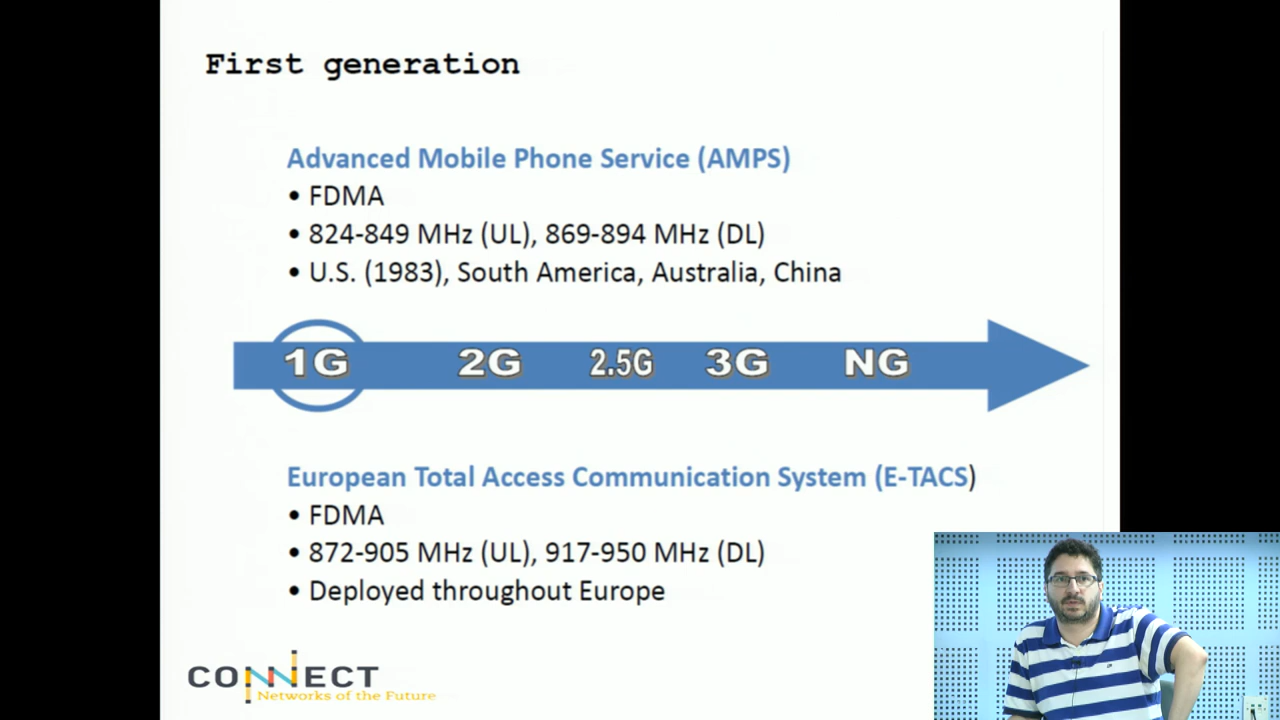 First generation
Advanced Mobile Phone Service (AMPS)
• FDMA
• 824-849 MHz (UL), 869-894 MHz (DL)
• U.S. (1983), South America, Australia, China
1G 2G 2.5G 3G NG
European Total Access Communication System (E-TACS)
• FDMA
• 872-905 MHz (UL), 917-950 MHz (DL)
• Deployed throughout Europe
CONNECT
Networks of the Future